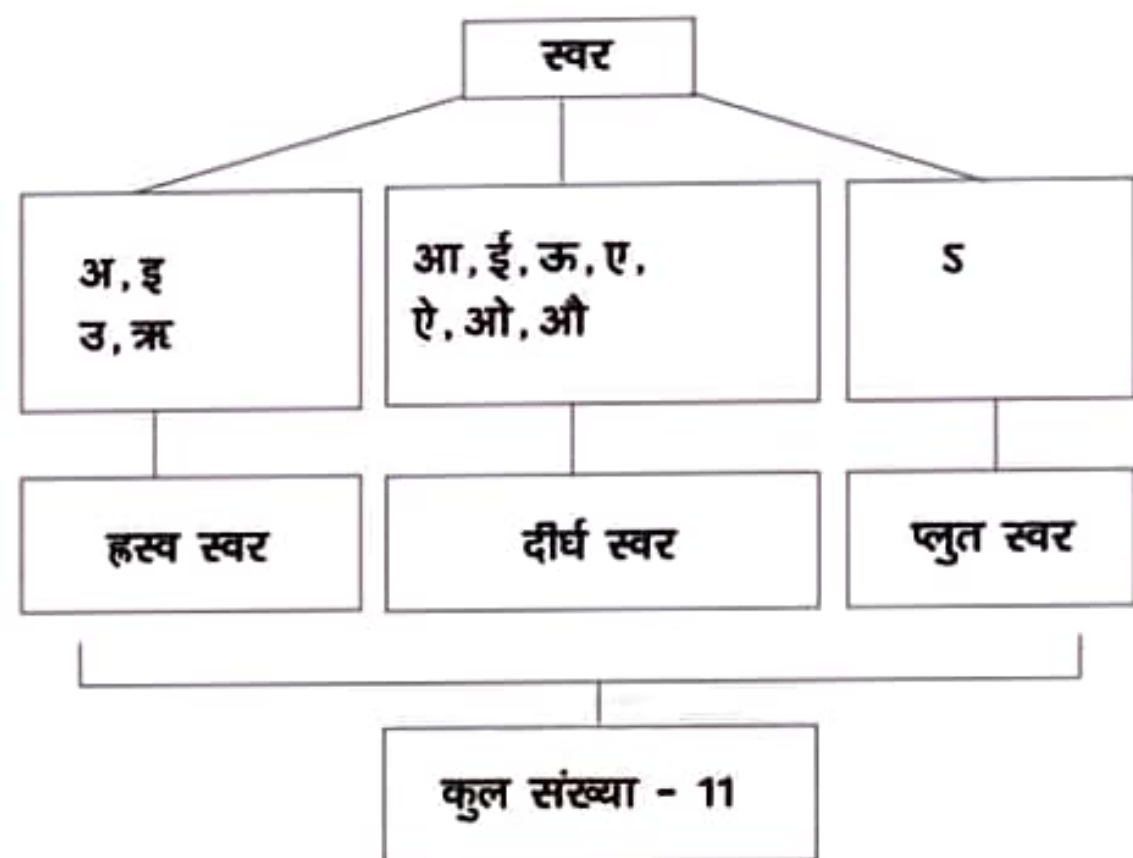 स्वर
अ, इ
उ, ऋ
आ, ई, ऊ, ए,
ऐ, ओ, औ
ऽ
ह्रस्व स्वर
दीर्घ स्वर
प्लुत स्वर
कुल संख्या - 11